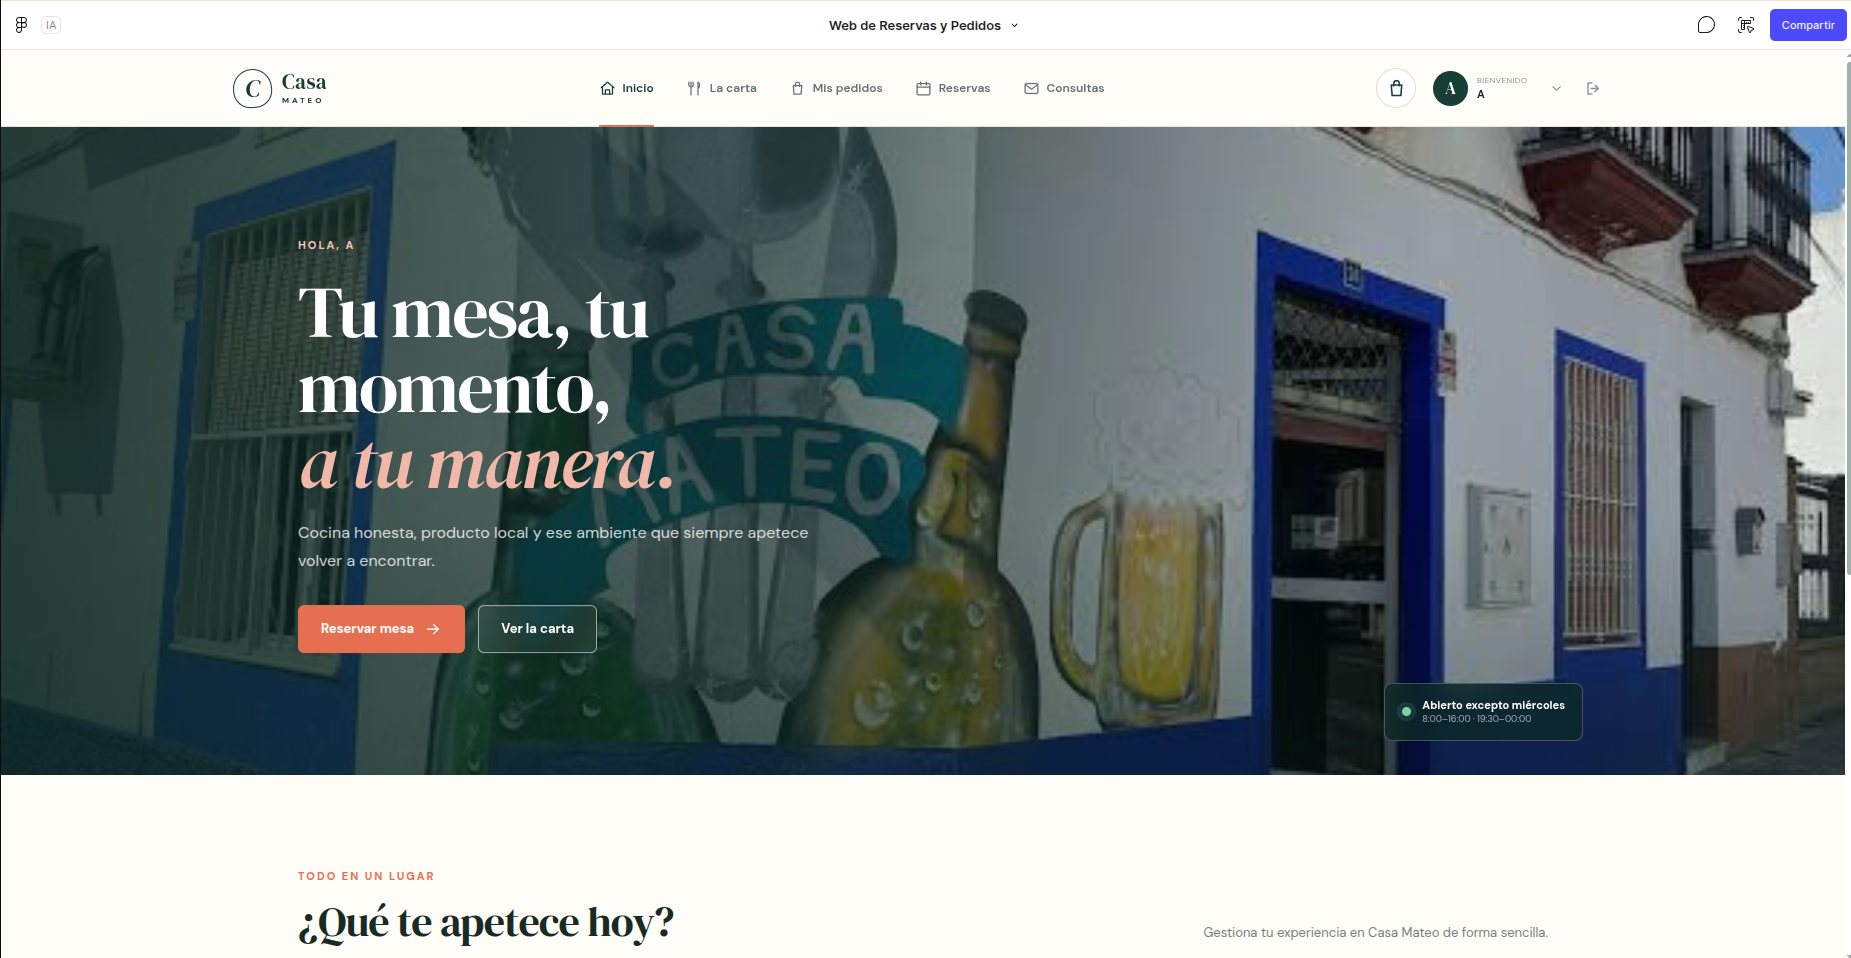 IA
Web de Reservas y Pedidos
Compartir
C
Casa
MATEO
Inicio
La carta
Mis pedidos
Reservas
Consultas
A
BIENVENIDO
A
HOLA, A
Tu mesa, tu
momento,
a tu manera.
CASA
MATEO
Cocina honesta, producto local y ese ambiente que siempre apetece
volver a encontrar.
Reservar mesa
Ver la carta
Abierto excepto miércoles
8:00–16:00 · 19:30–00:00
TODO EN UN LUGAR
¿Qué te apetece hoy?
Gestiona tu experiencia en Casa Mateo de forma sencilla.